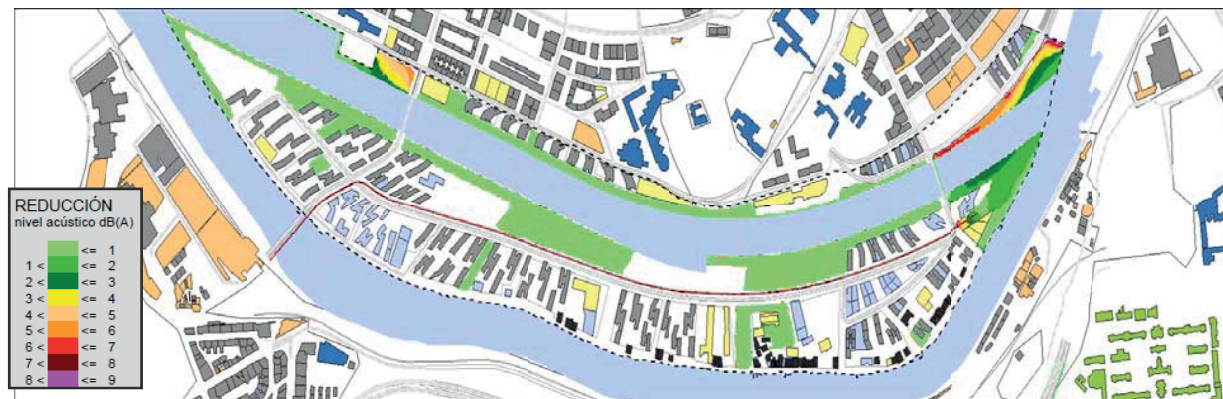 REDUCCIÓN
nivel acústico dB(A)
<= 1
1 < <= 2
2 < <= 3
3 < <= 4
4 < <= 5
5 < <= 6
6 < <= 7
7 < <= 8
8 < <= 9